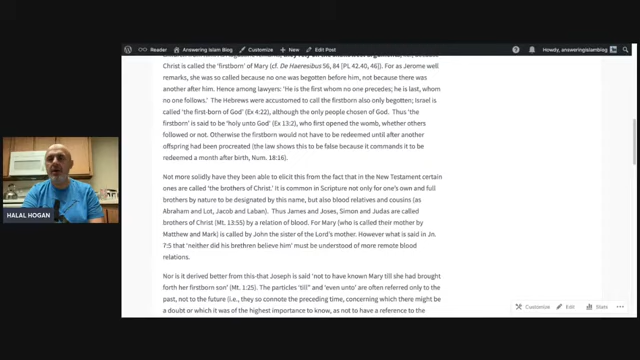 Reader Answering Islam Blog Customize New Edit Post
Howdy, answeringislamblog
Christ is called the 'firstborn' of Mary (cf. De Haeresibus 56, 84 [PL 42.40, 46]). For as Jerome well
remarks, she was so called because no one was begotten before him, not because there was
another after him. Hence among lawyers: 'He is the first whom no one precedes; he is last, whom
no one follows.' The Hebrews were accustomed to call the firstborn also only begotten; Israel is
called 'the first-born of God' (Ex 4:22), although the only people chosen of God. Thus 'the
firstborn' is said to be 'holy unto God' (Ex 13:2), who first opened the womb, whether others
followed or not. Otherwise the firstborn would not have to be redeemed until after another
offspring had been procreated (the law shows this to be false because it commands it to be
redeemed a month after birth, Num. 18:16).
Not more solidly have they been able to elicit this from the fact that in the New Testament certain
ones are called 'the brothers of Christ.' It is common in Scripture not only for one's own and full
brothers by nature to be designated by this name, but also blood relatives and cousins (as
Abraham and Lot, Jacob and Laban). Thus James and Joses, Simon and Judas are called
brothers of Christ (Mt. 13:55) by a relation of blood. For Mary (who is called their mother by
Matthew and Mark) is called by John the sister of the Lord's mother. However what is said in Jn.
7:5 that 'neither did his brethren believe him' must be understood of more remote blood
relations.
Nor is it derived better from this–that Joseph is said 'not to have known Mary till she had brought
forth her firstborn son' (Mt. 1:25). The particles 'till' and 'even unto' are often referred only to the
past, not to the future (i.e., they so connote the preceding time, concerning which there might be
a doubt or which it was of the highest importance to know, as not to have a reference to the
HALAL HOGAN
Customize Edit Stats